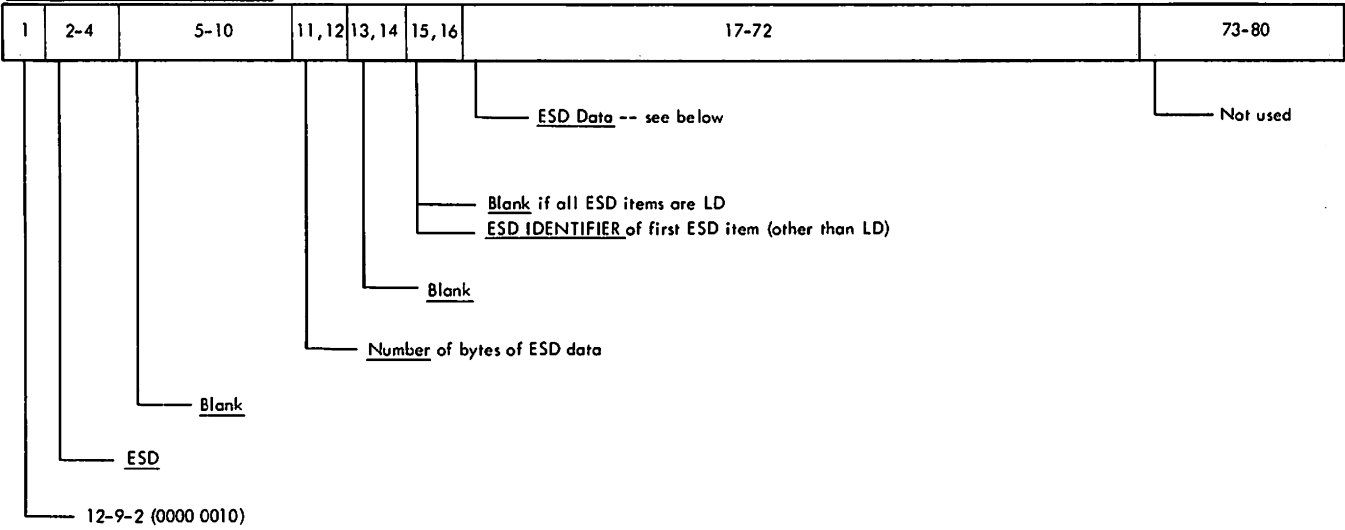 1 2-4 5-10 11,12 13,14 15,16 17-72 73-80
ESD Data -- see below
Not used
Blank if all ESD items are LD
ESD IDENTIFIER of first ESD item (other than LD)
Blank
Number of bytes of ESD data
Blank
ESD
12-9-2 (0000 0010)